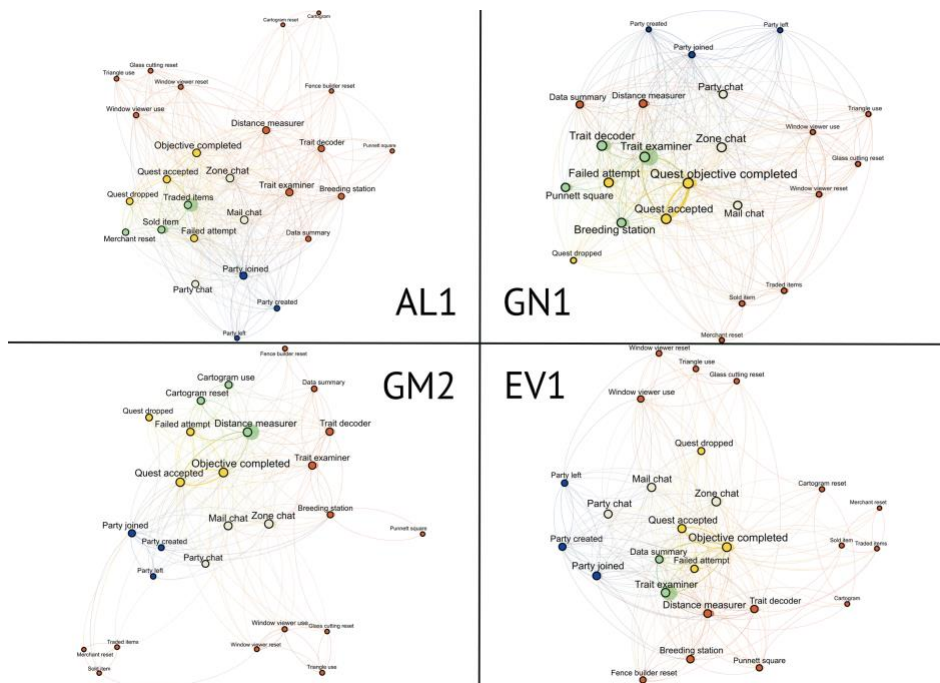 Cartogram reset
Cartogram
Glass cutting reset
Triangle use
Window viewer reset
Fence builder reset
Window viewer use
Distance measurer
Objective completed
Trait decoder
Punnett square
Quest accepted
Zone chat
Trait examiner
Breeding station
Quest dropped
Traded items
Mail chat
Sold item
Merchant reset
Failed attempt
Data summary
Party joined
Party chat
Party created
Party left
AL1
Party created
Party left
Party joined
Party chat
Data summary
Distance measurer
Triangle use
Window viewer use
Trait decoder
Zone chat
Trait examiner
Glass cutting reset
Failed attempt
Quest objective completed
Punnett square
Window viewer reset
Quest accepted
Mail chat
Breeding station
Quest dropped
Traded items
Sold item
Merchant reset
GN1
Fence builder reset
Cartogram use
Data summary
Cartogram reset
Quest dropped
Failed attempt
Distance measurer
Trait decoder
Objective completed
Trait examiner
Quest accepted
Breeding station
Party joined
Mail chat
Zone chat
Punnett square
Party created
Party chat
Party left
Window viewer use
Glass cutting reset
Traded items
Merchant reset
Window viewer reset
Sold item
Triangle use
GM2
Window viewer reset
Triangle use
Glass cutting reset
Window viewer use
Quest dropped
Party left
Mail chat
Cartogram reset
Zone chat
Party chat
Merchant reset
Quest accepted
Party created
Objective completed
Sold item
Traded items
Data summary
Failed attempt
Party joined
Trait examiner
Distance measurer
Trait decoder
Cartogram
Breeding station
Punnett square
Fence builder reset
EV1